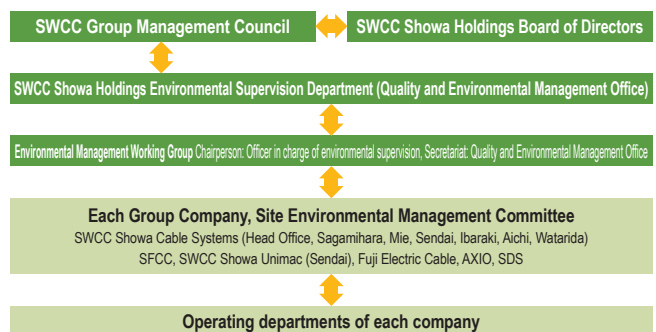 SWCC Group Management Council
SWCC Showa Holdings Board of Directors
SWCC Showa Holdings Environmental Supervision Department (Quality and Environmental Management Office)
Environmental Management Working Group Chairperson: Officer in charge of environmental supervision, Secretariat: Quality and Environmental Management Office
Each Group Company, Site Environmental Management Committee
SWCC Showa Cable Systems (Head Office, Sagamihara, Mie, Sendai, Ibaraki, Aichi, Watarida)
SFCC, SWCC Showa Unimac (Sendai), Fuji Electric Cable, AXIO, SDS
Operating departments of each company